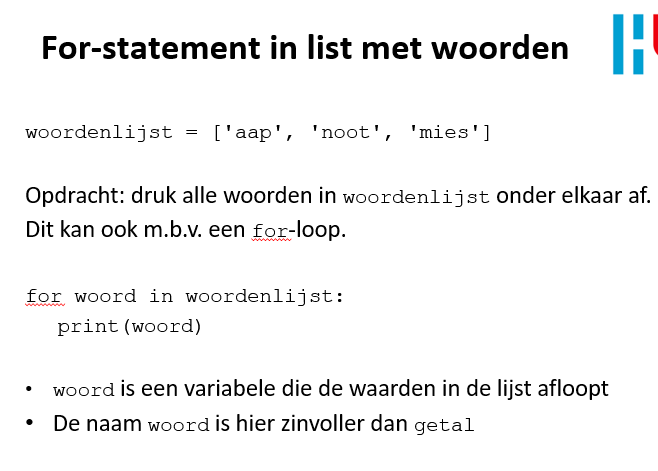 For-statement in list met woorden
woordenlijst = ['aap', 'noot', 'mies']
Opdracht: druk alle woorden in woordenlijst onder elkaar af.
Dit kan ook m.b.v. een for-loop.
for woord in woordenlijst:
print(woord)
• woord is een variabele die de waarden in de lijst afloopt
• De naam woord is hier zinvoller dan getal